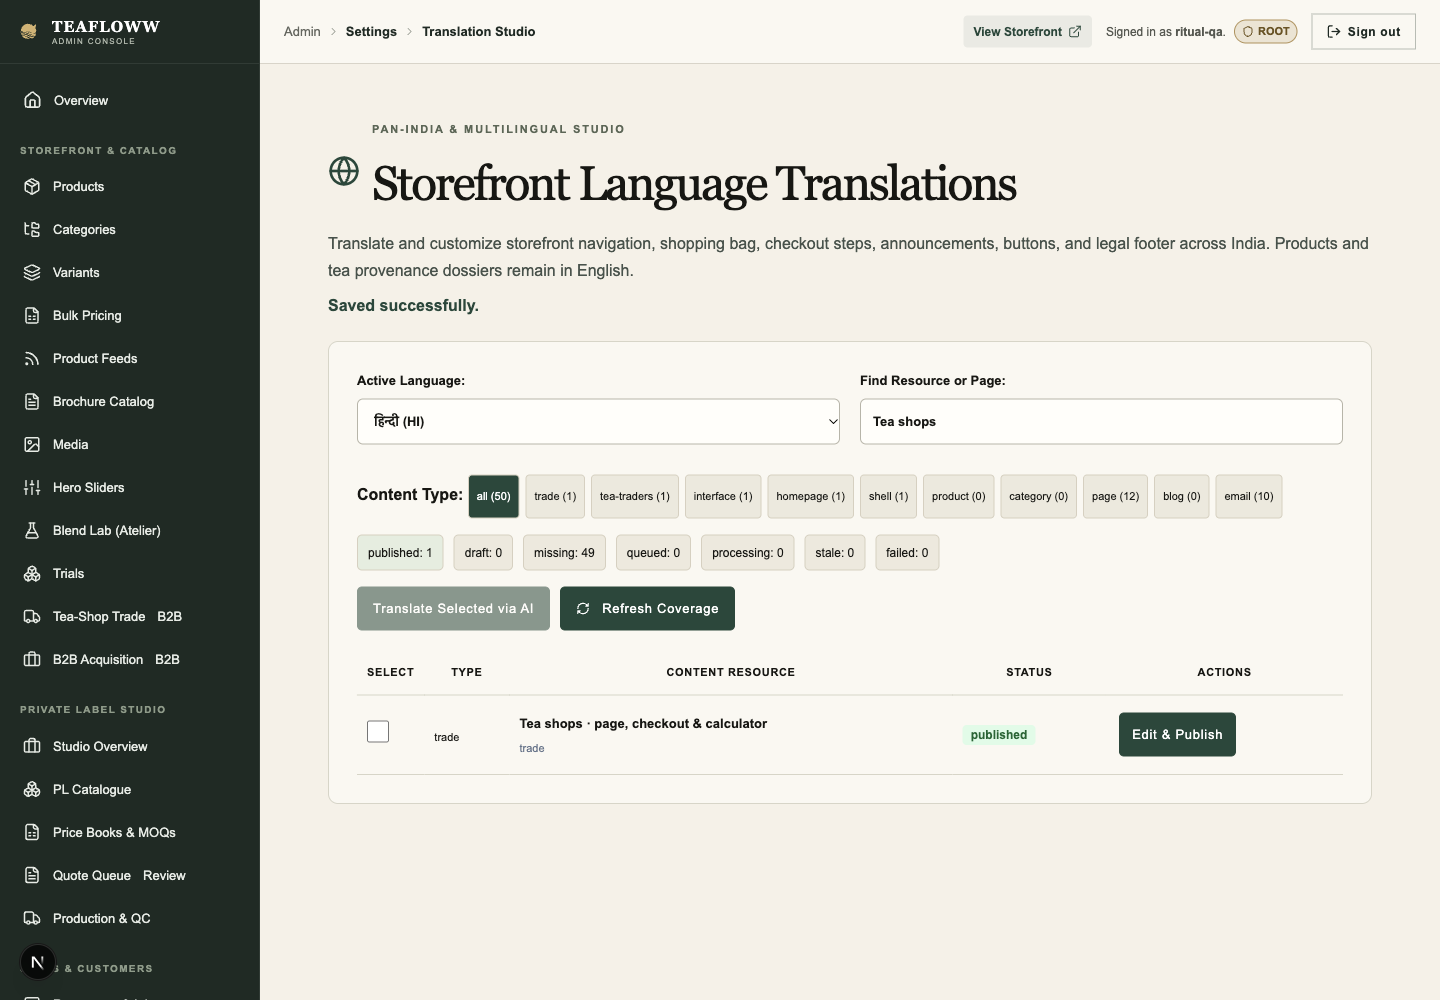 TEAFLOWW
ADMIN CONSOLE
Overview
STOREFRONT & CATALOG
Products
Categories
Variants
Bulk Pricing
Product Feeds
Brochure Catalog
Media
Hero Sliders
Blend Lab (Atelier)
Trials
Tea-Shop Trade B2B
B2B Acquisition B2B
PRIVATE LABEL STUDIO
Studio Overview
PL Catalogue
Price Books & MOQs
Quote Queue Review
Production & QC
N
& CUSTOMERS
Admin > Settings > Translation Studio
View Storefront
Signed in as ritual-qa.
ROOT
Sign out
PAN-INDIA & MULTILINGUAL STUDIO
Storefront Language Translations
Translate and customize storefront navigation, shopping bag, checkout steps, announcements, buttons, and legal footer across India. Products and
tea provenance dossiers remain in English.
Saved successfully.
Active Language:
हिन्दी (HI)
Find Resource or Page:
Tea shops
Content Type: all (50) trade (1) tea-traders (1) interface (1) homepage (1) shell (1) product (0) category (0) page (12) blog (0) email (10)
published: 1 draft: 0 missing: 49 queued: 0 processing: 0 stale: 0 failed: 0
Translate Selected via AI
Refresh Coverage
SELECT TYPE CONTENT RESOURCE STATUS ACTIONS
trade
Tea shops · page, checkout & calculator
trade
published
Edit & Publish